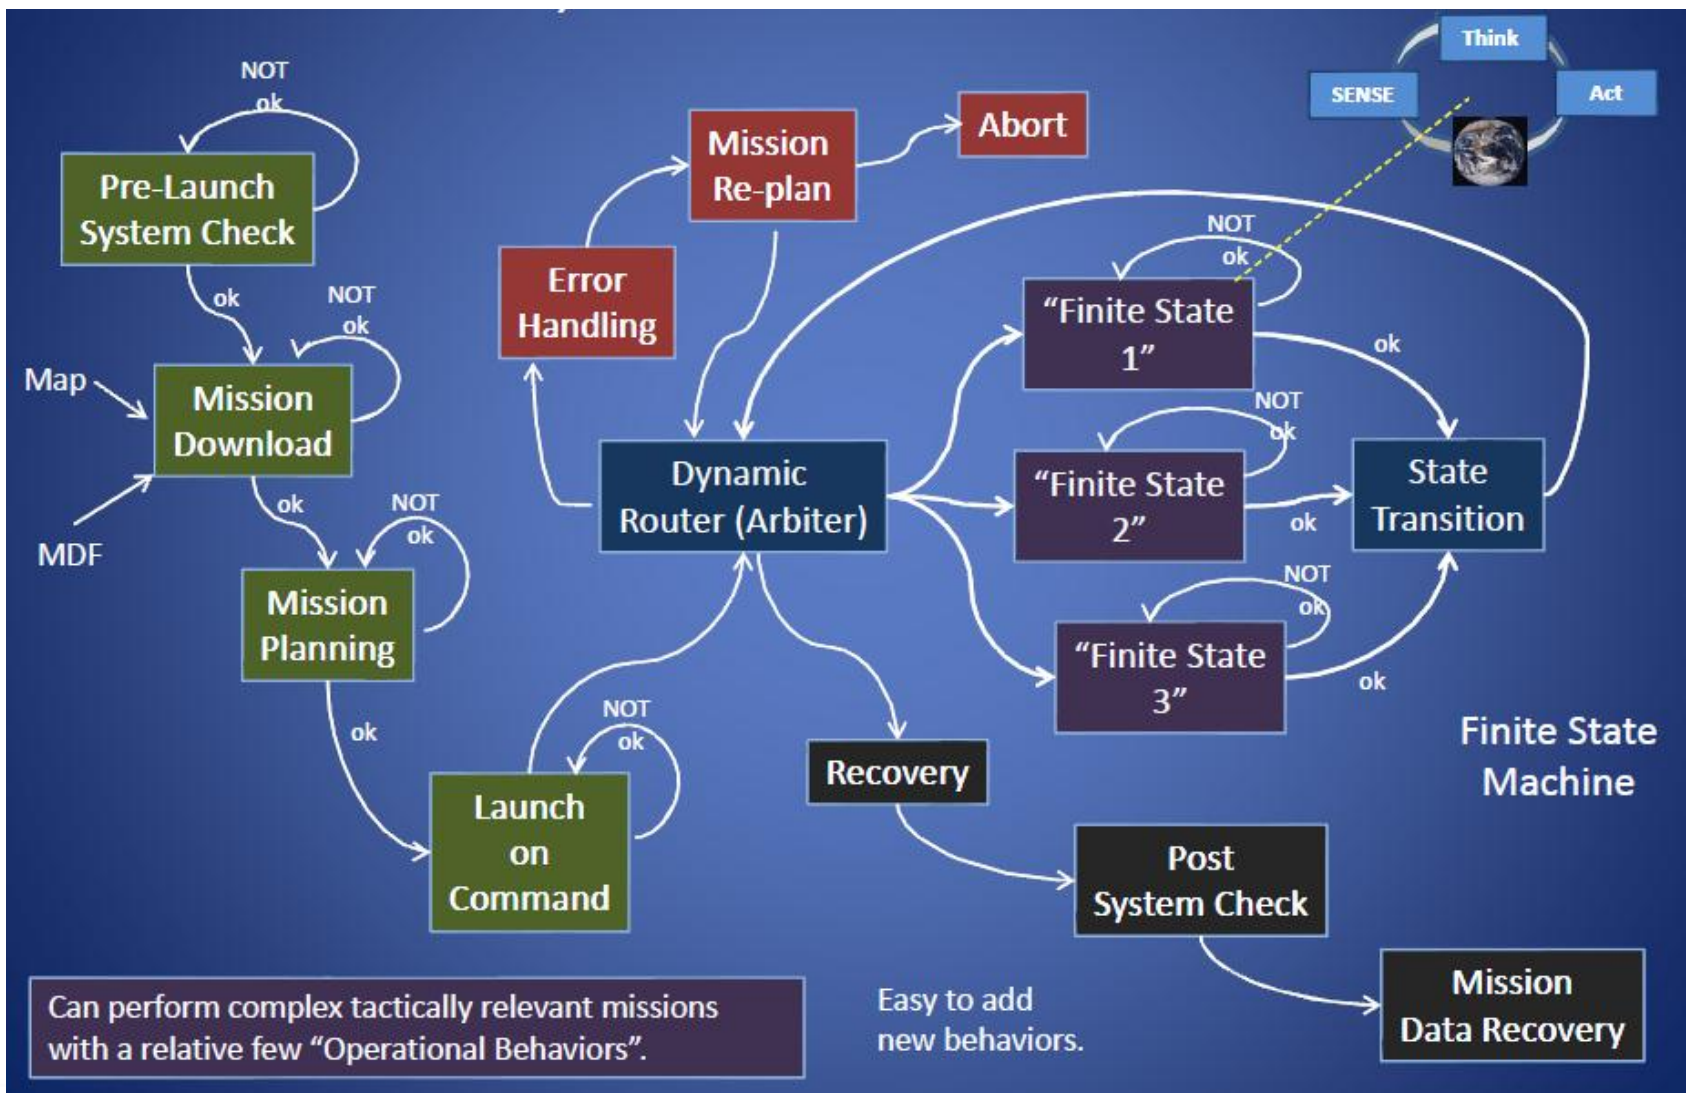 Think
SENSE
Act
NOT
ok
Pre-Launch
System Check
ok
NOT
ok
Map
Mission
Download
MDF
ok
NOT
ok
Mission
Planning
ok
NOT
ok
Launch
on
Command
Mission
Re-plan
Abort
Error
Handling
Dynamic
Router (Arbiter)
NOT
ok
“Finite State
1”
ok
NOT
ok
“Finite State
2”
ok
NOT
ok
“Finite State
3”
ok
State
Transition
Finite State
Machine
Recovery
Post
System Check
Mission
Data Recovery
Can perform complex tactically relevant missions
with a relative few “Operational Behaviors”.
Easy to add
new behaviors.